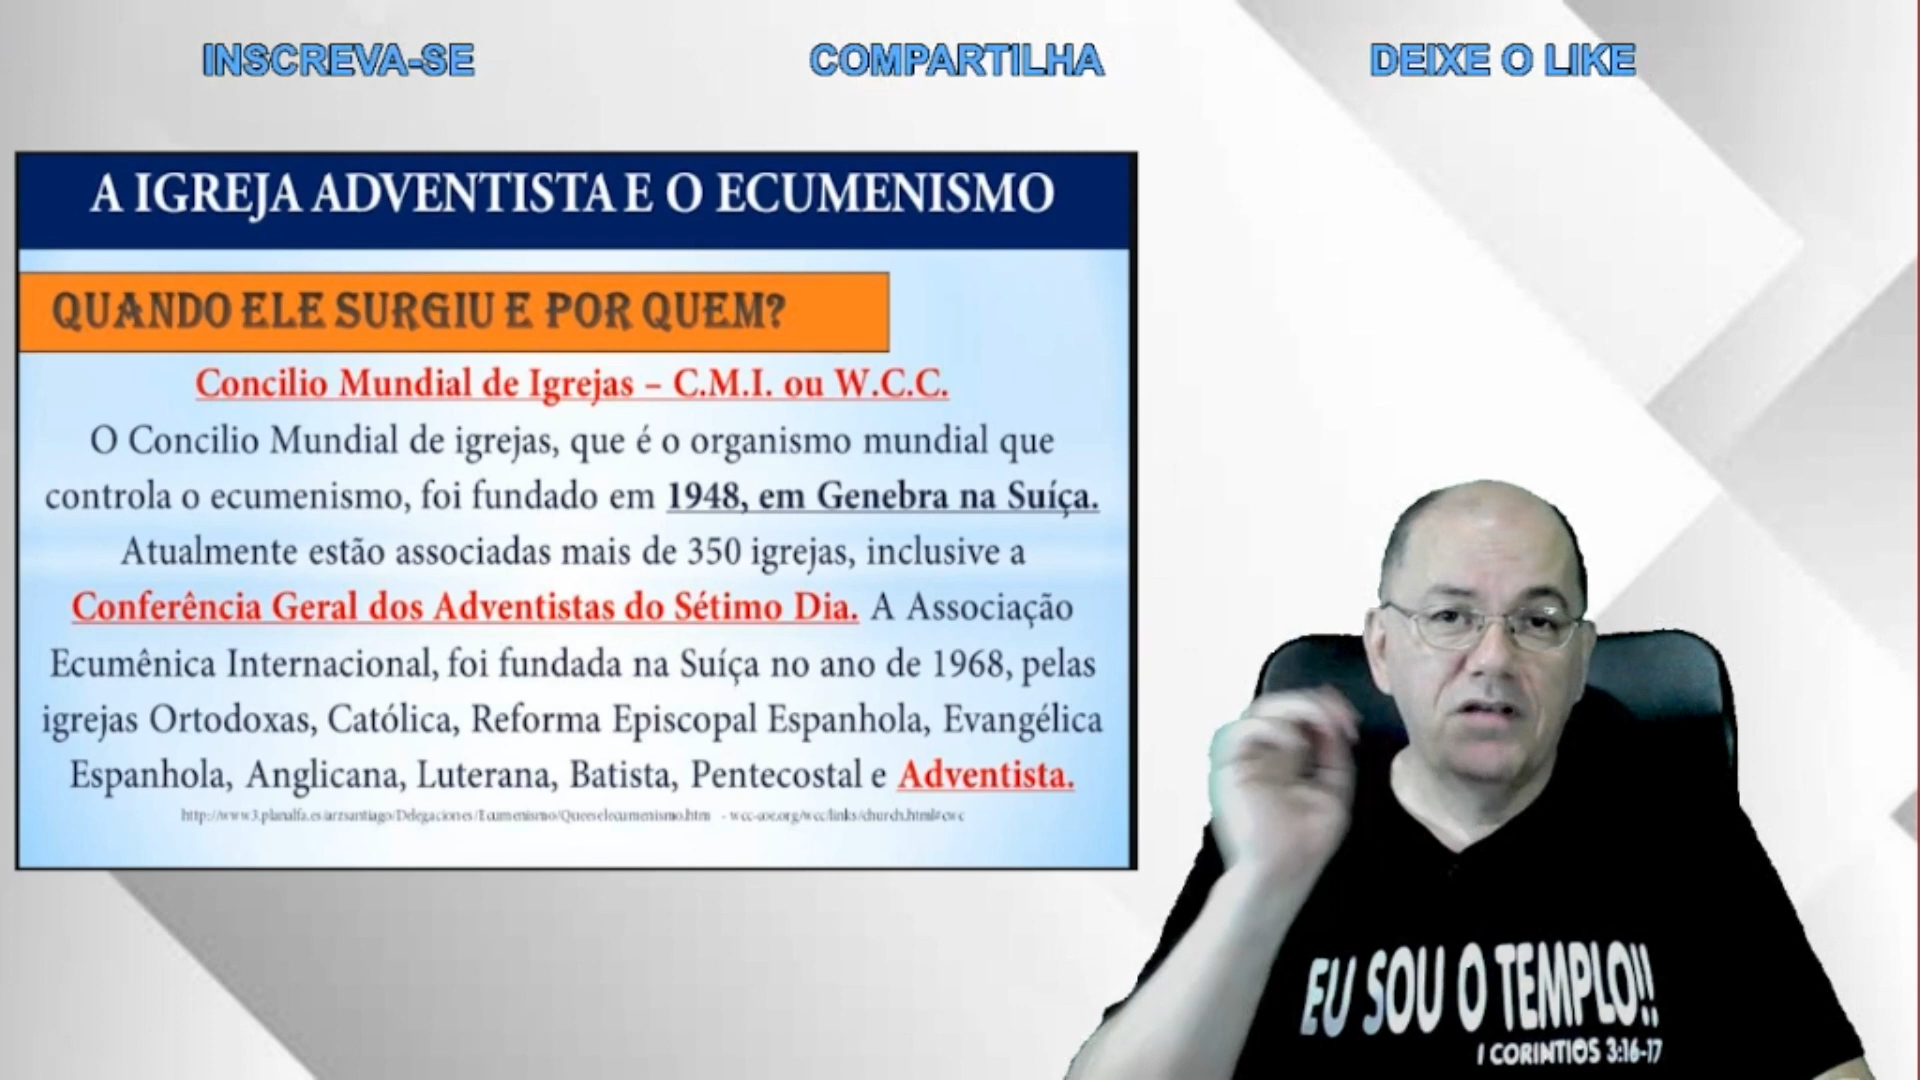 INSCREVA-SE COMPARTILHA DEIXE O LIKE
A IGREJA ADVENTISTA E O ECUMENISMO
QUANDO ELE SURGIU E POR QUEM?
Concilio Mundial de Igrejas – C.M.I. ou W.C.C.
O Concilio Mundial de igrejas, que é o organismo mundial que
controla o ecumenismo, foi fundado em 1948, em Genebra na Suíça.
Atualmente estão associadas mais de 350 igrejas, inclusive a
Conferência Geral dos Adventistas do Sétimo Dia. A Associação
Ecumênica Internacional, foi fundada na Suíça no ano de 1968, pelas
igrejas Ortodoxas, Católica, Reforma Episcopal Espanhola, Evangélica
Espanhola, Anglicana, Luterana, Batista, Pentecostal e Adventista.
EU SOU O TEMPLO!!
I CORINTIOS 3:16-17